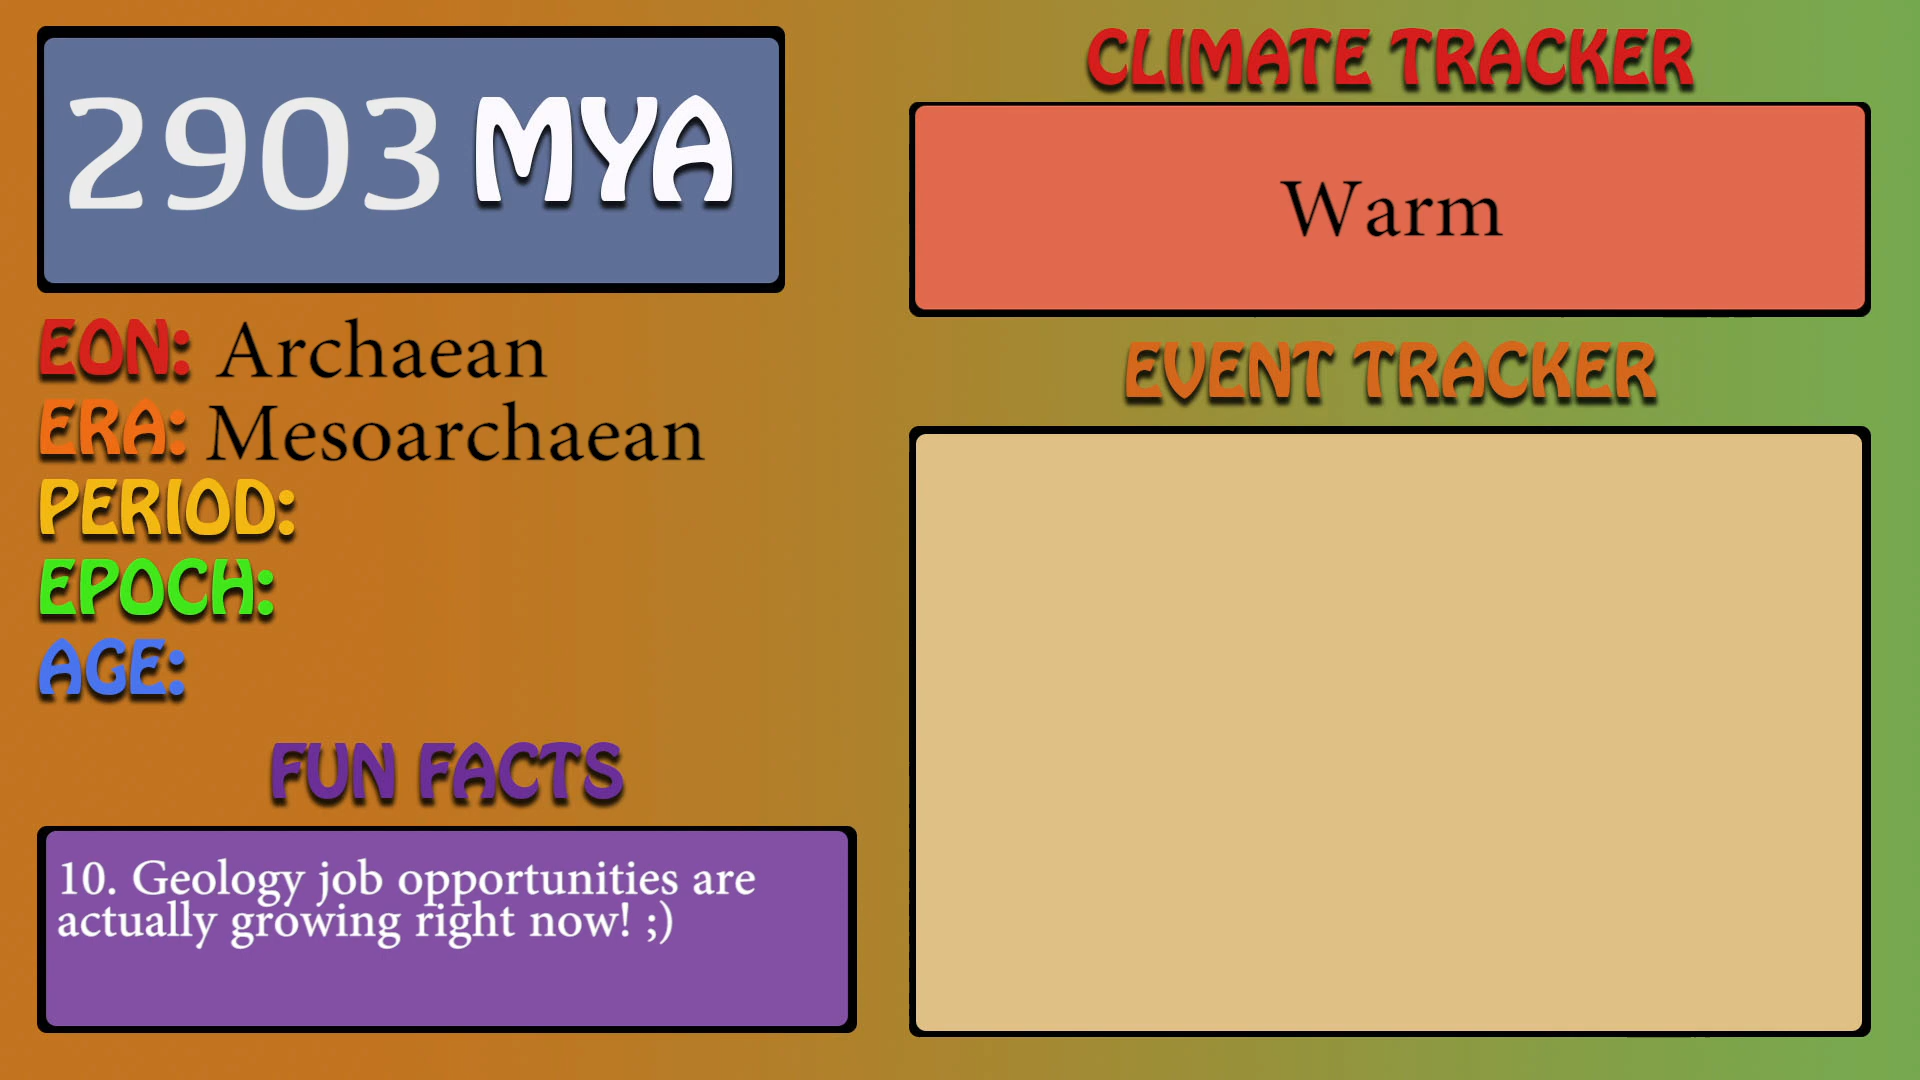 2903 MYA
EON: Archaean
ERA: Mesoarchaean
PERIOD:
EPOCH:
AGE:
FUN FACTS
10. Geology job opportunities are
actually growing right now! ;)
CLIMATE TRACKER
Warm
EVENT TRACKER